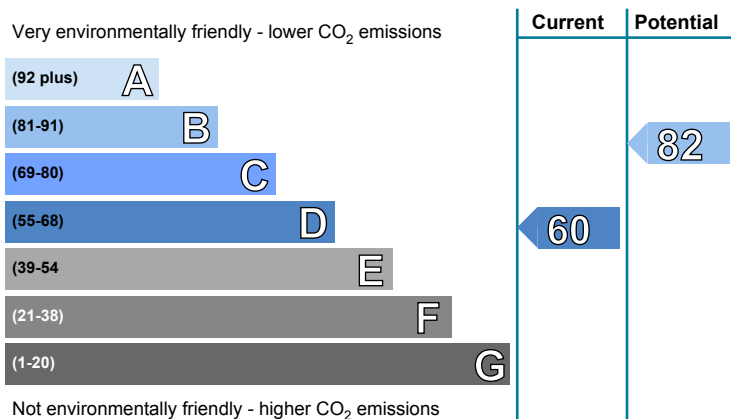 Very environmentally friendly - lower CO₂ emissions
Current Potential
(92 plus) A
(81-91) B
82
(69-80) C
(55-68) D
60
(39-54 E
(21-38) F
(1-20) G
Not environmentally friendly - higher CO₂ emissions